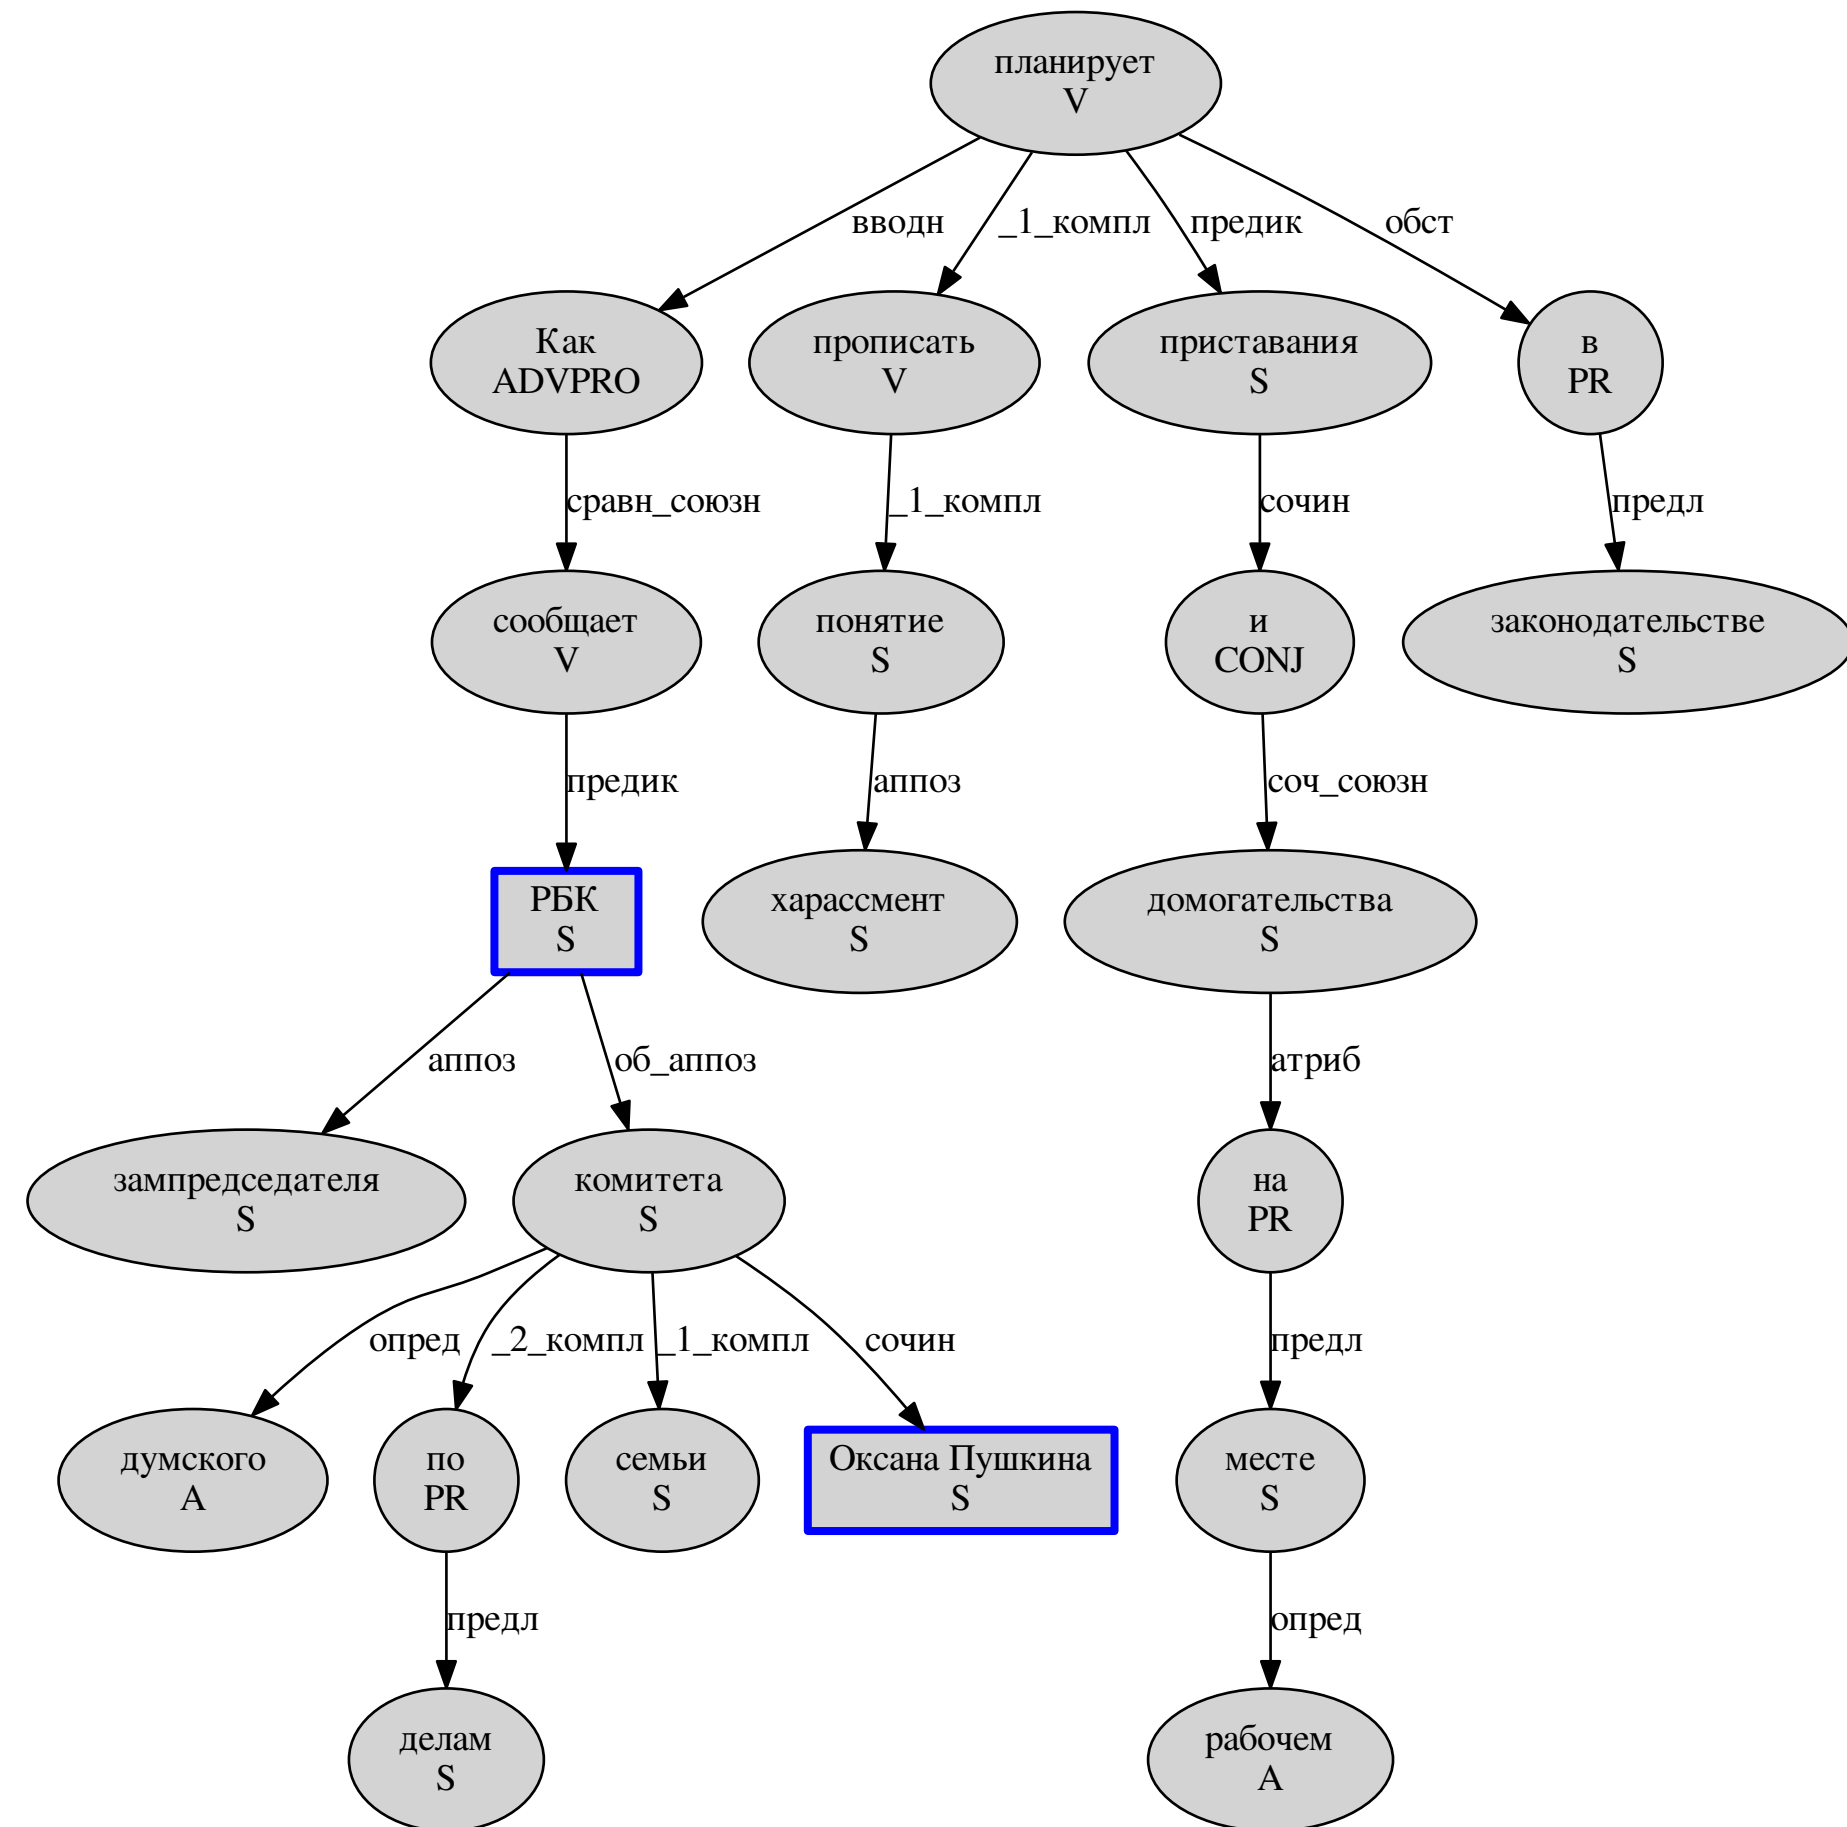 планирует
V
вводн
_1_компл
предик
обст
Как
ADVPRO
прописать
V
приставания
S
в
PR
сравн_союзн
_1_компл
сочин
предл
сообщает
V
понятие
S
и
CONJ
законодательстве
S
предик
аппоз
соч_союзн
РБК
S
харассмент
S
домогательства
S
аппоз
об_аппоз
атриб
зампредседателя
S
комитета
S
на
PR
опред
_2_компл
_1_компл
сочин
предл
думского
A
по
PR
семьи
S
Оксана Пушкина
S
месте
S
предл
опред
делам
S
рабочем
A